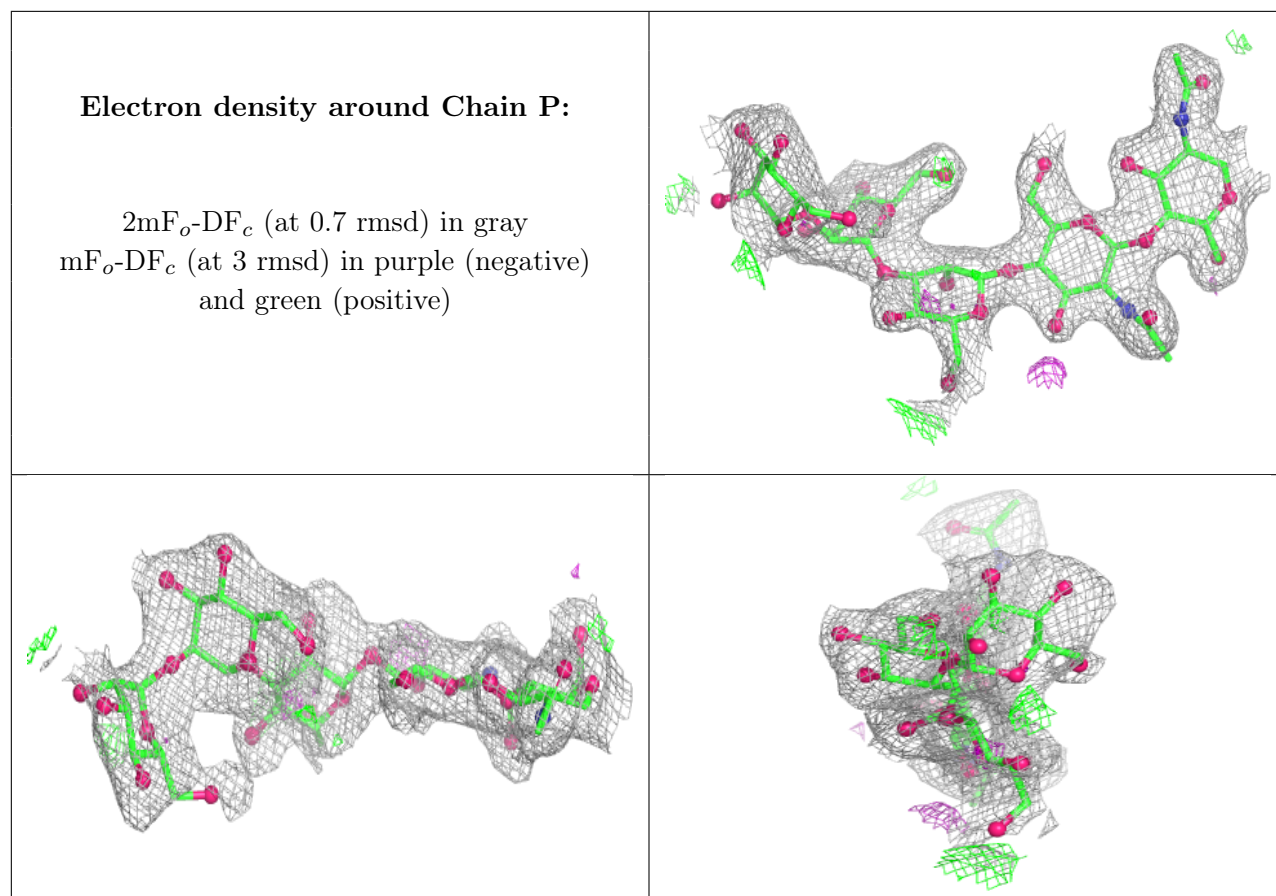 Electron density around Chain P:
2mFₒ-DF𝒸 (at 0.7 rmsd) in gray
mFₒ-DF𝒸 (at 3 rmsd) in purple (negative)
and green (positive)